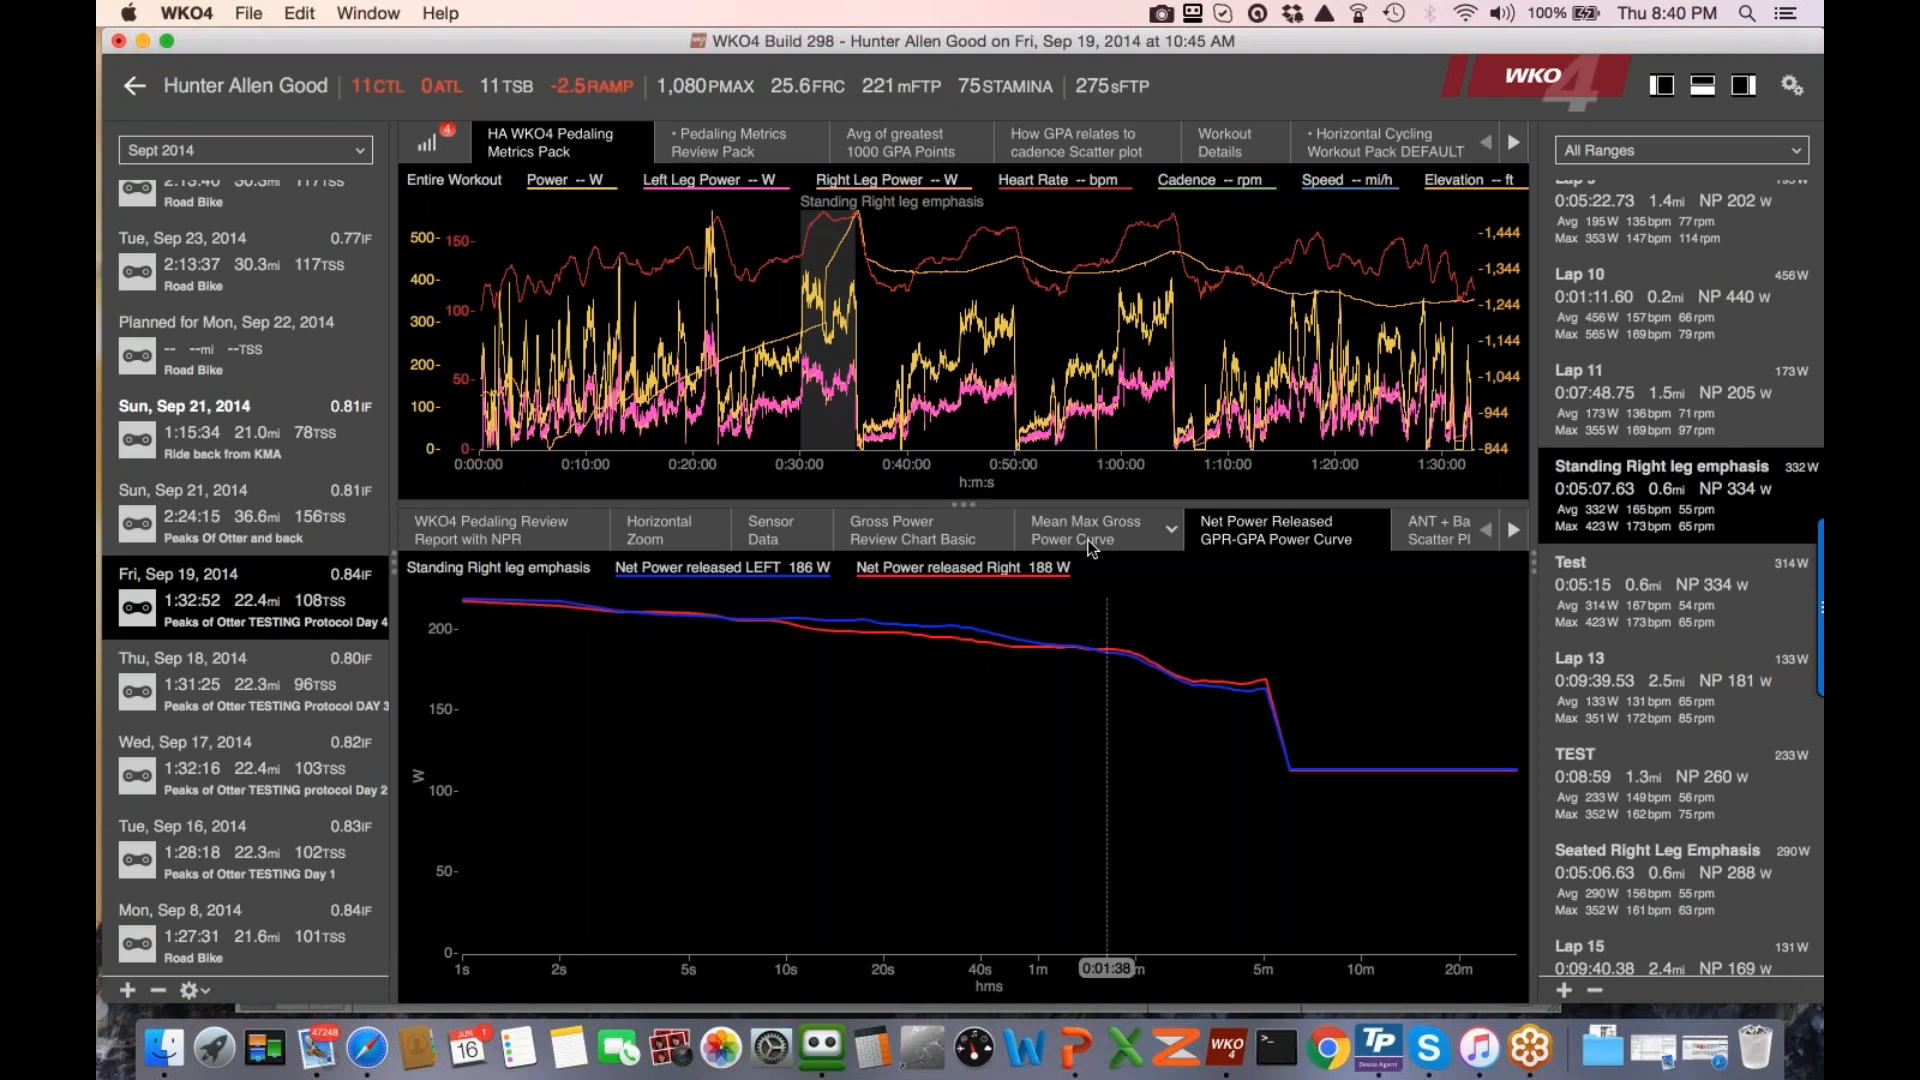 WKO4 File Edit Window Help
100% Thu 8:40 PM
WKO4 Build 298 - Hunter Allen Good on Fri, Sep 19, 2014 at 10:45 AM
Hunter Allen Good 11CTL 0ATL 11TSB -2.5RAMP 1,080PMAX 25.6FRC 221mFTP 75STAMINA 275sFTP
WKO 4
Sept 2014
2:13:40 30.3mi 117TSS
Road Bike
Tue, Sep 23, 2014 0.77IF
2:13:37 30.3mi 117TSS
Road Bike
Planned for Mon, Sep 22, 2014
-- --mi --TSS
Road Bike
Sun, Sep 21, 2014 0.81IF
1:15:34 21.0mi 78TSS
Ride back from KMA
Sun, Sep 21, 2014 0.81IF
2:24:15 36.6mi 156TSS
Peaks Of Otter and back
Fri, Sep 19, 2014 0.84IF
1:32:52 22.4mi 108TSS
Peaks of Otter TESTING Protocol Day 4
Thu, Sep 18, 2014 0.80IF
1:31:25 22.3mi 96TSS
Peaks of Otter TESTING Protocol DAY 3
Wed, Sep 17, 2014 0.82IF
1:32:16 22.4mi 103TSS
Peaks of Otter TESTING protocol Day 2
Tue, Sep 16, 2014 0.83IF
1:28:18 22.3mi 102TSS
Peaks of Otter TESTING Day 1
Mon, Sep 8, 2014 0.84IF
1:27:31 21.6mi 101TSS
Road Bike
4
HA WKO4 Pedaling
Metrics Pack
• Pedaling Metrics
Review Pack
Avg of greatest
1000 GPA Points
How GPA relates to
cadence Scatter plot
Workout
Details
• Horizontal Cycling
Workout Pack DEFAULT
Entire Workout Power -- W Left Leg Power -- W Right Leg Power -- W Heart Rate -- bpm Cadence -- rpm Speed -- mi/h Elevation -- ft
Standing Right leg emphasis
500- 150- -1,444
400- -1,344
100- -1,244
300-
200- -1,144
50- -1,044
100- -944
0- 0- -844
0:00:00 0:10:00 0:20:00 0:30:00 0:40:00 0:50:00 1:00:00 1:10:00 1:20:00 1:30:00
h:m:s
WKO4 Pedaling Review
Report with NPR
Horizontal
Zoom
Sensor
Data
Gross Power
Review Chart Basic
Mean Max Gross
Power Curve
Net Power Released
GPR-GPA Power Curve
ANT + Ba
Scatter Pl
Standing Right leg emphasis Net Power released LEFT 186 W Net Power released Right 188 W
200-
150-
W
100-
50-
0-
1s 2s 5s 10s 20s 40s 1m 0:01:38 m 5m 10m 20m
hms
All Ranges
0:05:22.73 1.4mi NP 202 W
Avg 195W 135bpm 77rpm
Max 353W 147bpm 114rpm
Lap 10 456W
0:01:11.60 0.2mi NP 440 W
Avg 456W 157bpm 66rpm
Max 565W 169bpm 79rpm
Lap 11 173W
0:07:48.75 1.5mi NP 205 W
Avg 173W 136bpm 71rpm
Max 355W 169bpm 97rpm
Standing Right leg emphasis 332W
0:05:07.63 0.6mi NP 334 W
Avg 332W 165bpm 55rpm
Max 423W 173bpm 65rpm
Test 314W
0:05:15 0.6mi NP 334 W
Avg 314W 167bpm 54rpm
Max 423W 173bpm 65rpm
Lap 13 133W
0:09:39.53 2.5mi NP 181 W
Avg 133W 131bpm 65rpm
Max 351W 172bpm 85rpm
TEST 233W
0:08:59 1.3mi NP 260 W
Avg 233W 149bpm 56rpm
Max 352W 162bpm 75rpm
Seated Right Leg Emphasis 290W
0:05:06.63 0.6mi NP 288 W
Avg 290W 156bpm 55rpm
Max 352W 161bpm 63rpm
Lap 15 131W
0:09:40.38 2.4mi NP 169 W
47248
JUN 1
16
WKO
4
TP
Device Agent